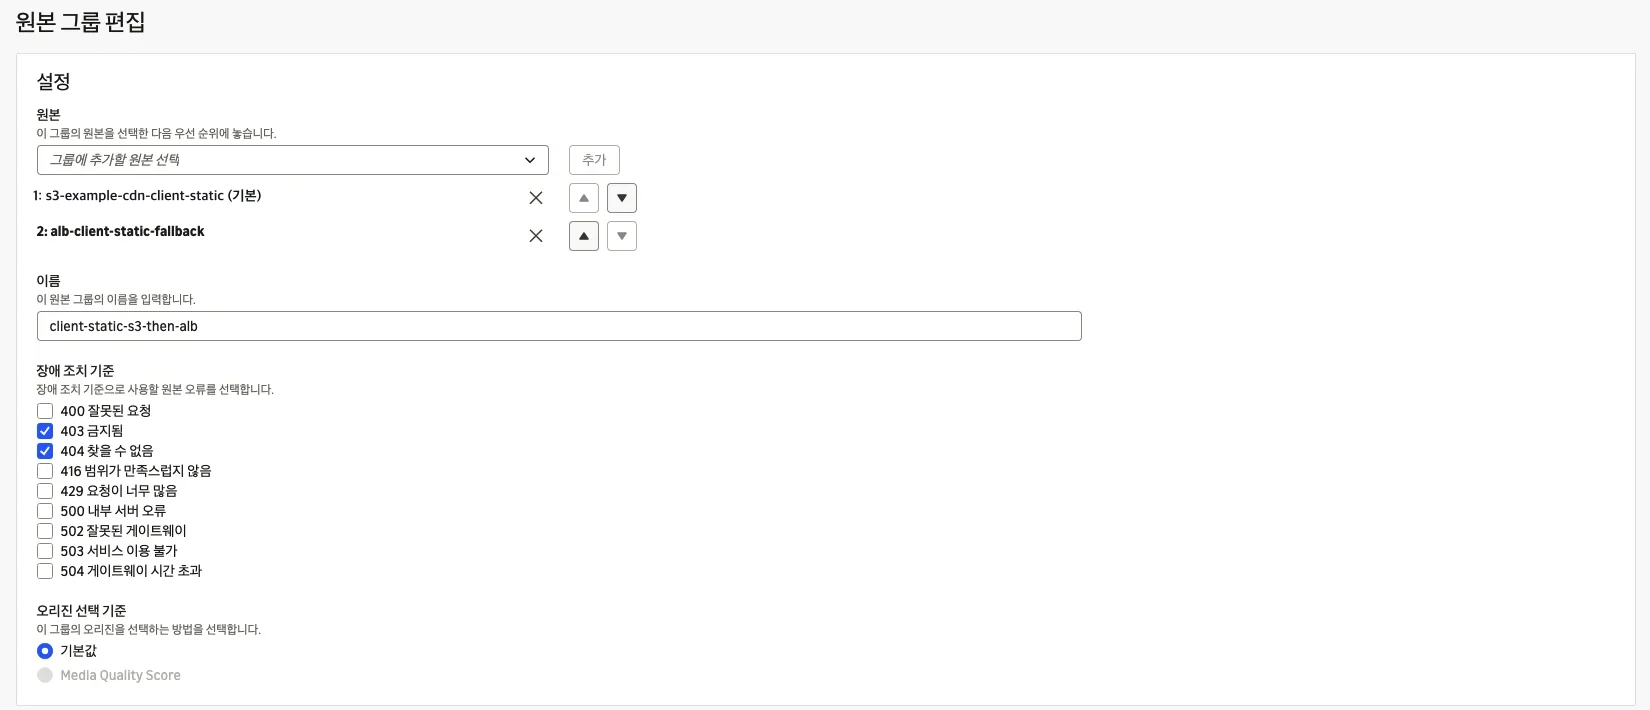 원본 그룹 편집
설정
원본
이 그룹의 원본을 선택한 다음 우선 순위에 놓습니다.
그룹에 추가할 원본 선택
추가
1: s3-example-cdn-client-static (기본)
2: alb-client-static-fallback
이름
이 원본 그룹의 이름을 입력합니다.
client-static-s3-then-alb
장애 조치 기준
장애 조치 기준으로 사용할 원본 오류를 선택합니다.
400 잘못된 요청
403 금지됨
404 찾을 수 없음
416 범위가 만족스럽지 않음
429 요청이 너무 많음
500 내부 서버 오류
502 잘못된 게이트웨이
503 서비스 이용 불가
504 게이트웨이 시간 초과
오리진 선택 기준
이 그룹의 오리진을 선택하는 방법을 선택합니다.
기본값
Media Quality Score